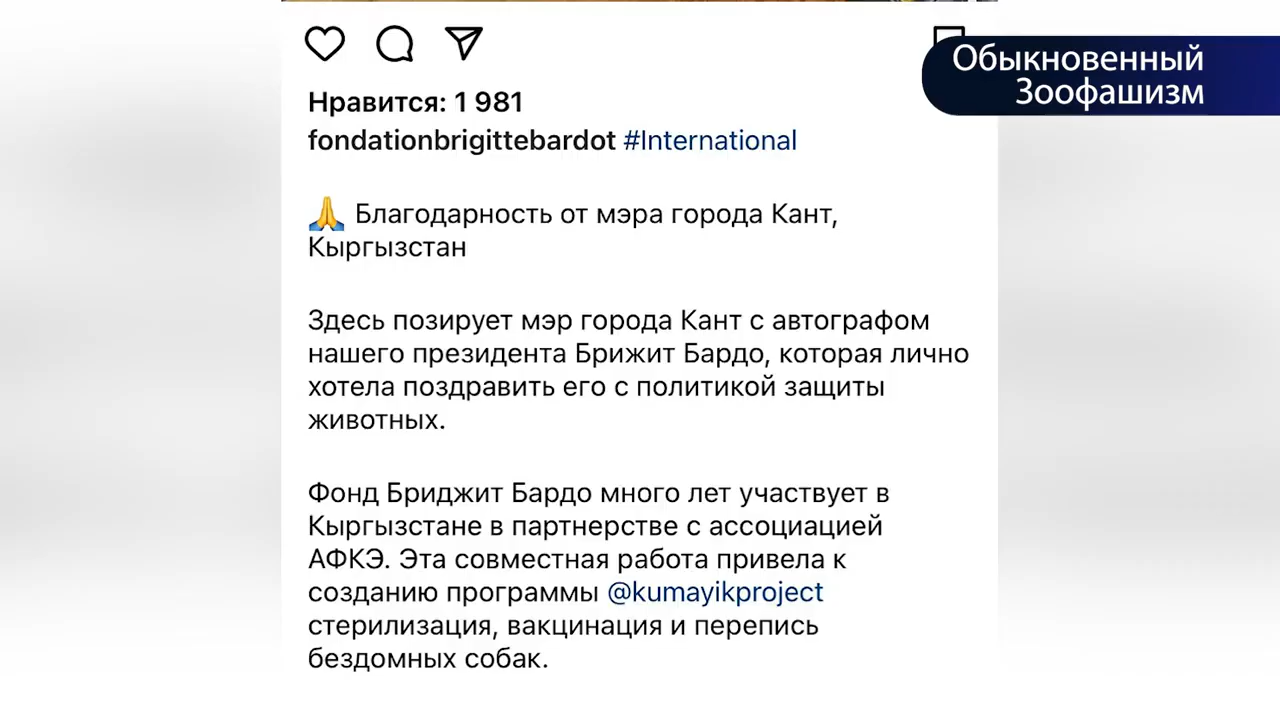 Обыкновенный
Зоофашизм
Нравится: 1 981
fondationbrigittebardot #International
🙏 Благодарность от мэра города Кант,
Кыргызстан
Здесь позирует мэр города Кант с автографом
нашего президента Брижит Бардо, которая лично
хотела поздравить его с политикой защиты
животных.
Фонд Бриджит Бардо много лет участвует в
Кыргызстане в партнерстве с ассоциацией
АФКЭ. Эта совместная работа привела к
созданию программы @kumayikproject
стерилизация, вакцинация и перепись
бездомных собак.